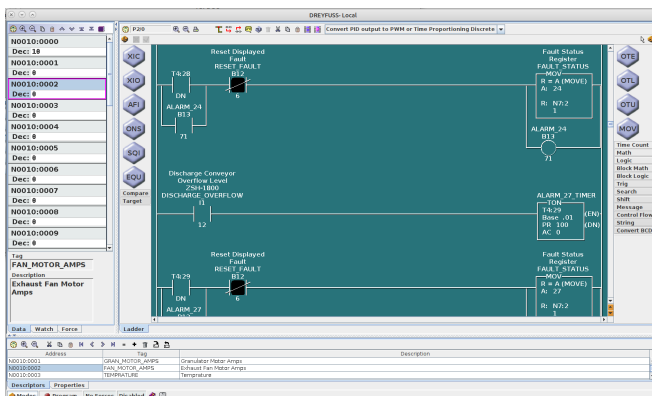 DREYFUSS- Local
P2/0
Convert PID output to PWM or Time Proportioning Discrete
N0010:0000
Dec: 10
N0010:0001
Dec: 0
N0010:0002
Dec: 0
N0010:0003
Dec: 0
N0010:0004
Dec: 0
N0010:0005
Dec: 0
N0010:0006
Dec: 0
N0010:0007
Dec: 0
N0010:0008
Dec: 0
N0010:0009
Dec: 0
Tag
FAN_MOTOR_AMPS
Description
Exhaust Fan Motor
Amps
Data Watch Force
XIC
XIO
AFI
ONS
SQI
EQU
Compare
Target
Reset Displayed
Fault
RESET_FAULT
T4:28
B12
DN
6
ALARM_24
B13
71
Fault Status
Register
FAULT_STATUS
MOV
R = A (MOVE)
A: 24
R: N7:2
1
ALARM_24
B13
71
Discharge Conveyor
Overflow Level
ZSH-1800
DISCHARGE_OVERFLOW
I1
12
ALARM_27_TIMER
TON
T4:29
Base .01
PR 100
AC 0
(EN)
(DN)
Reset Displayed
Fault
RESET_FAULT
T4:29
B12
DN
6
ALARM_27
B13
Fault Status
Register
FAULT_STATUS
MOV
R = A (MOVE)
A: 27
R: N7:2
1
OTE
OTL
OTU
MOV
Time Count
Math
Logic
Block Math
Block Logic
Trig
Search
Shift
Message
Control Flow
String
Convert BCD
Ladder
Address Tag Description
N0010:0001 GRAN_MOTOR_AMPS Granulator Motor Amps
N0010:0002 FAN_MOTOR_AMPS Exhaust Fan Motor Amps
N0010:0003 TEMPRATURE Temprature
Descriptors Properties
Modes Program No Forces Disabled